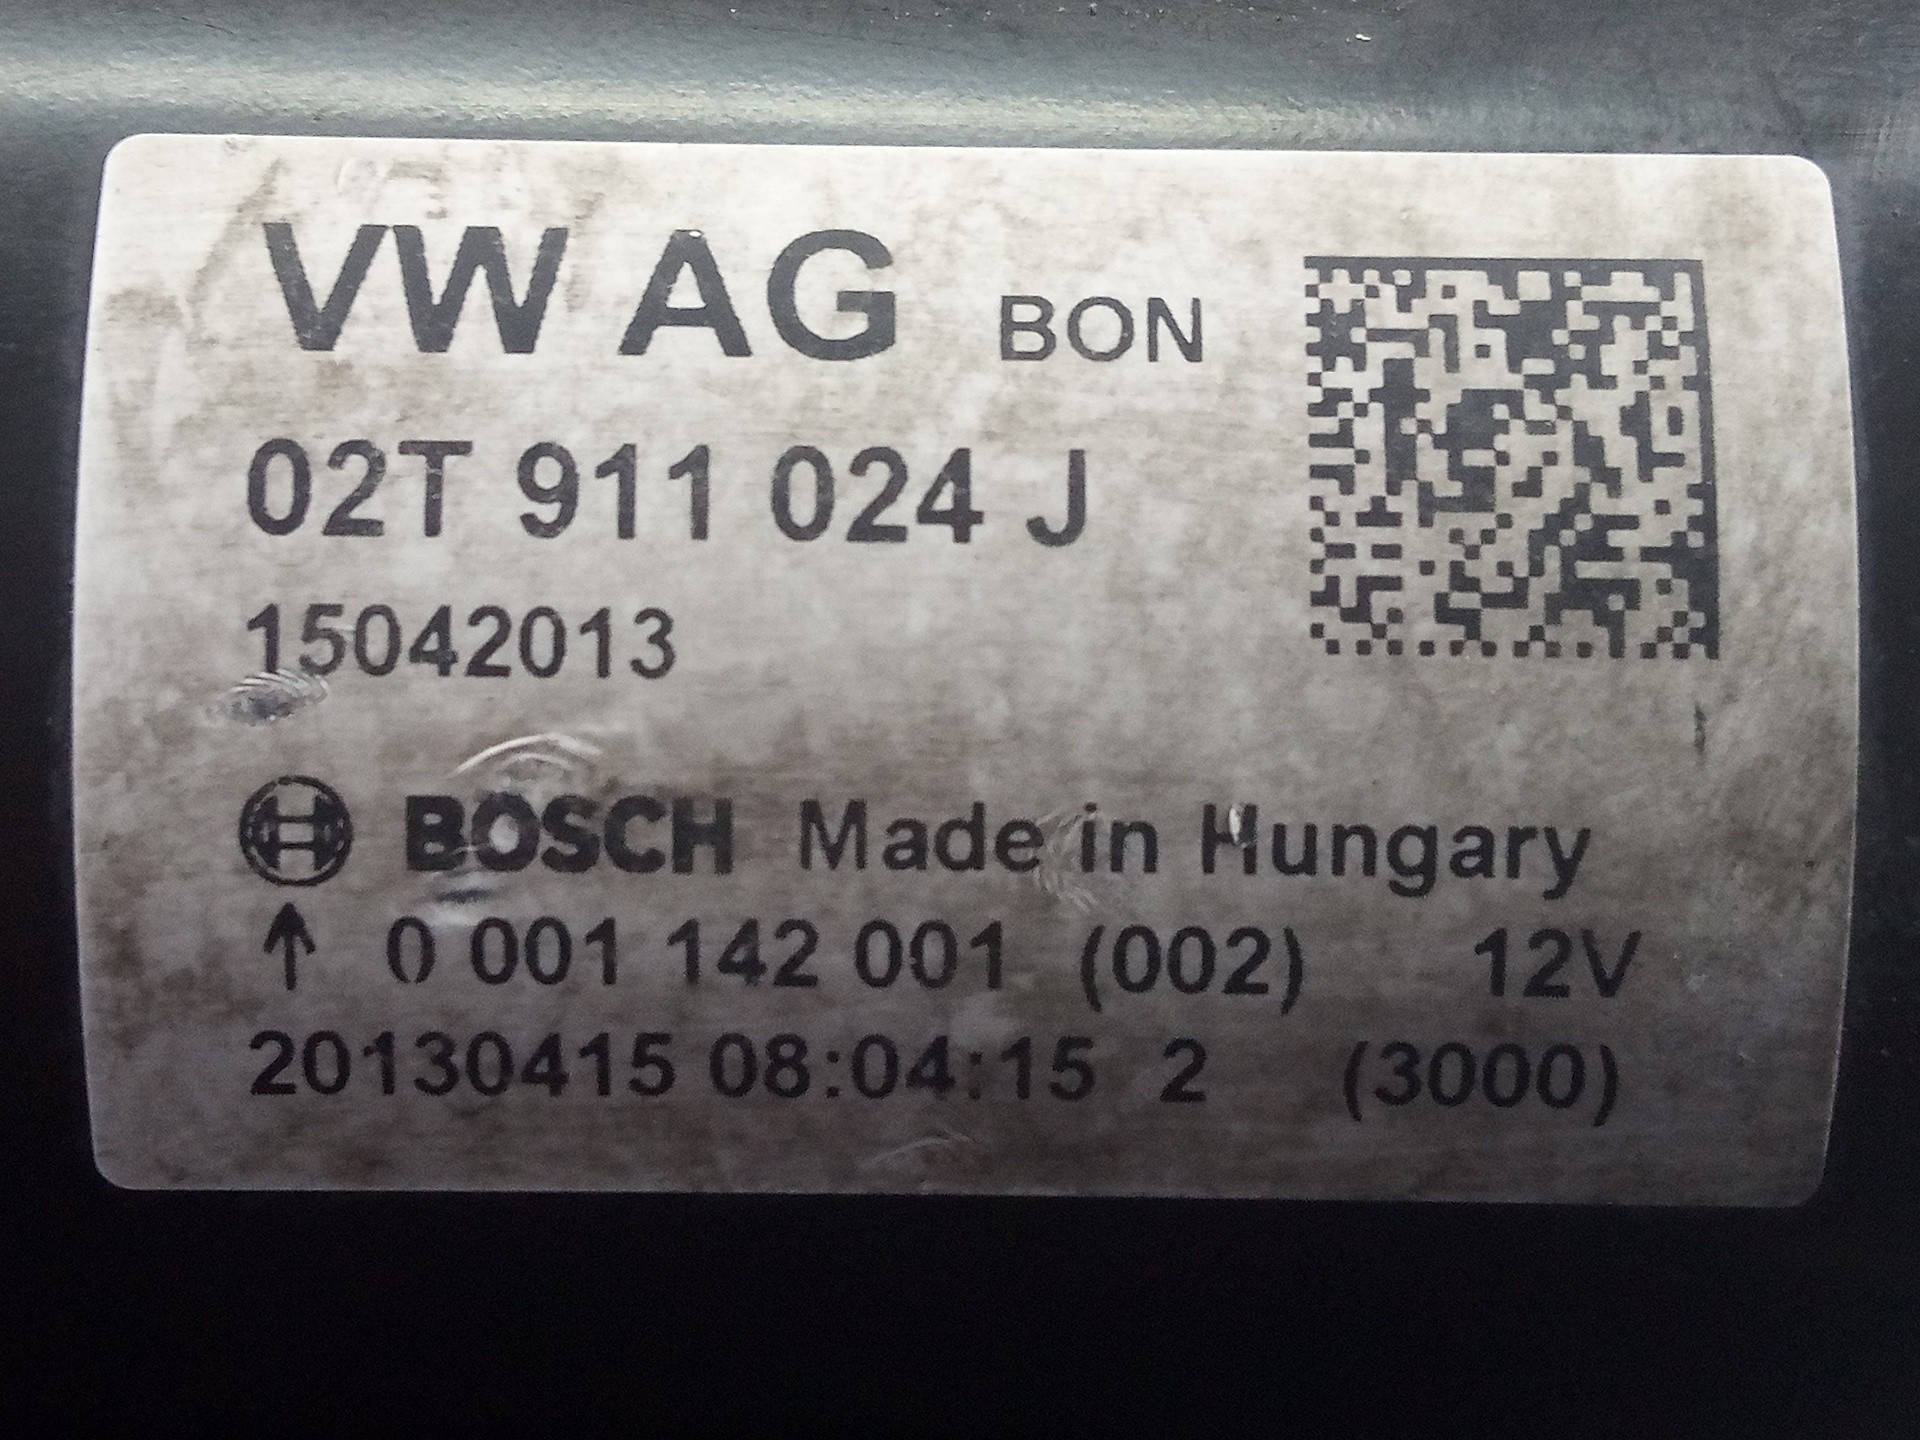 VW AG BON
02T 911 024 J
15042013
BOSCH Made in Hungary
↑ 0 001 142 001 (002) 12V
20130415 08:04:15 2 (3000)